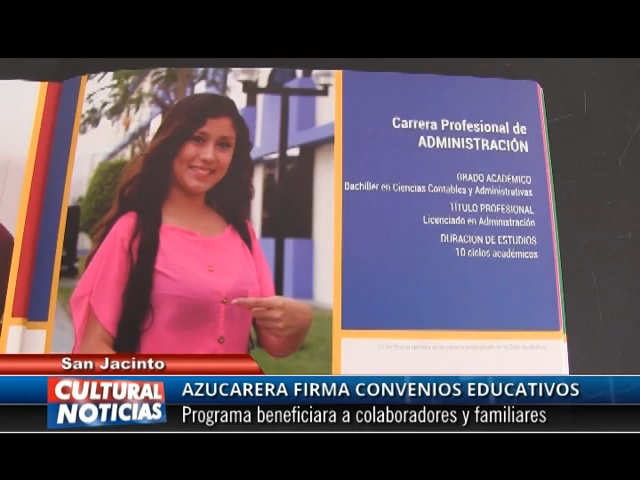 Carrera Profesional de
ADMINISTRACIÓN
GRADO ACADÉMICO
Bachiller en Ciencias Contables y Administrativas
TÍTULO PROFESIONAL
Licenciado en Administración
DURACION DE ESTUDIOS
10 ciclos académicos
San Jacinto
CULTURAL
NOTICIAS
AZUCARERA FIRMA CONVENIOS EDUCATIVOS
Programa beneficiara a colaboradores y familiares